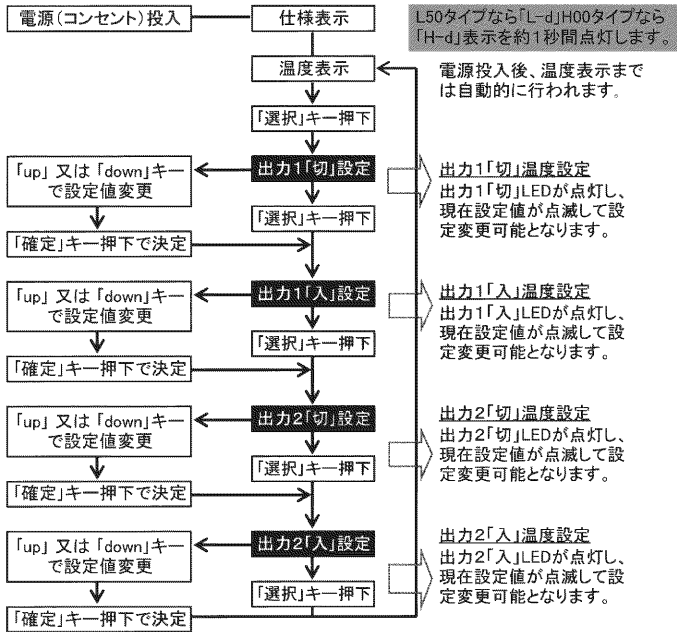 電源(コンセント)投入
仕様表示
L50タイプなら「L-d」H00タイプなら
「H-d」表示を約1秒間点灯します。
温度表示
電源投入後、温度表示まで
は自動的に行われます。
「選択」キー押下
「up」又は「down」キー
で設定値変更
出力1「切」設定
出力1「切」温度設定
出力1「切」LEDが点灯し、
現在設定値が点滅して設
定変更可能となります。
「選択」キー押下
「確定」キー押下で決定
「up」又は「down」キー
で設定値変更
出力1「入」設定
出力1「入」温度設定
出力1「入」LEDが点灯し、
現在設定値が点滅して設
定変更可能となります。
「選択」キー押下
「確定」キー押下で決定
「up」又は「down」キー
で設定値変更
出力2「切」設定
出力2「切」温度設定
出力2「切」LEDが点灯し、
現在設定値が点滅して設
定変更可能となります。
「選択」キー押下
「確定」キー押下で決定
「up」又は「down」キー
で設定値変更
出力2「入」設定
出力2「入」温度設定
出力2「入」LEDが点灯し、
現在設定値が点滅して設
定変更可能となります。
「選択」キー押下
「確定」キー押下で決定